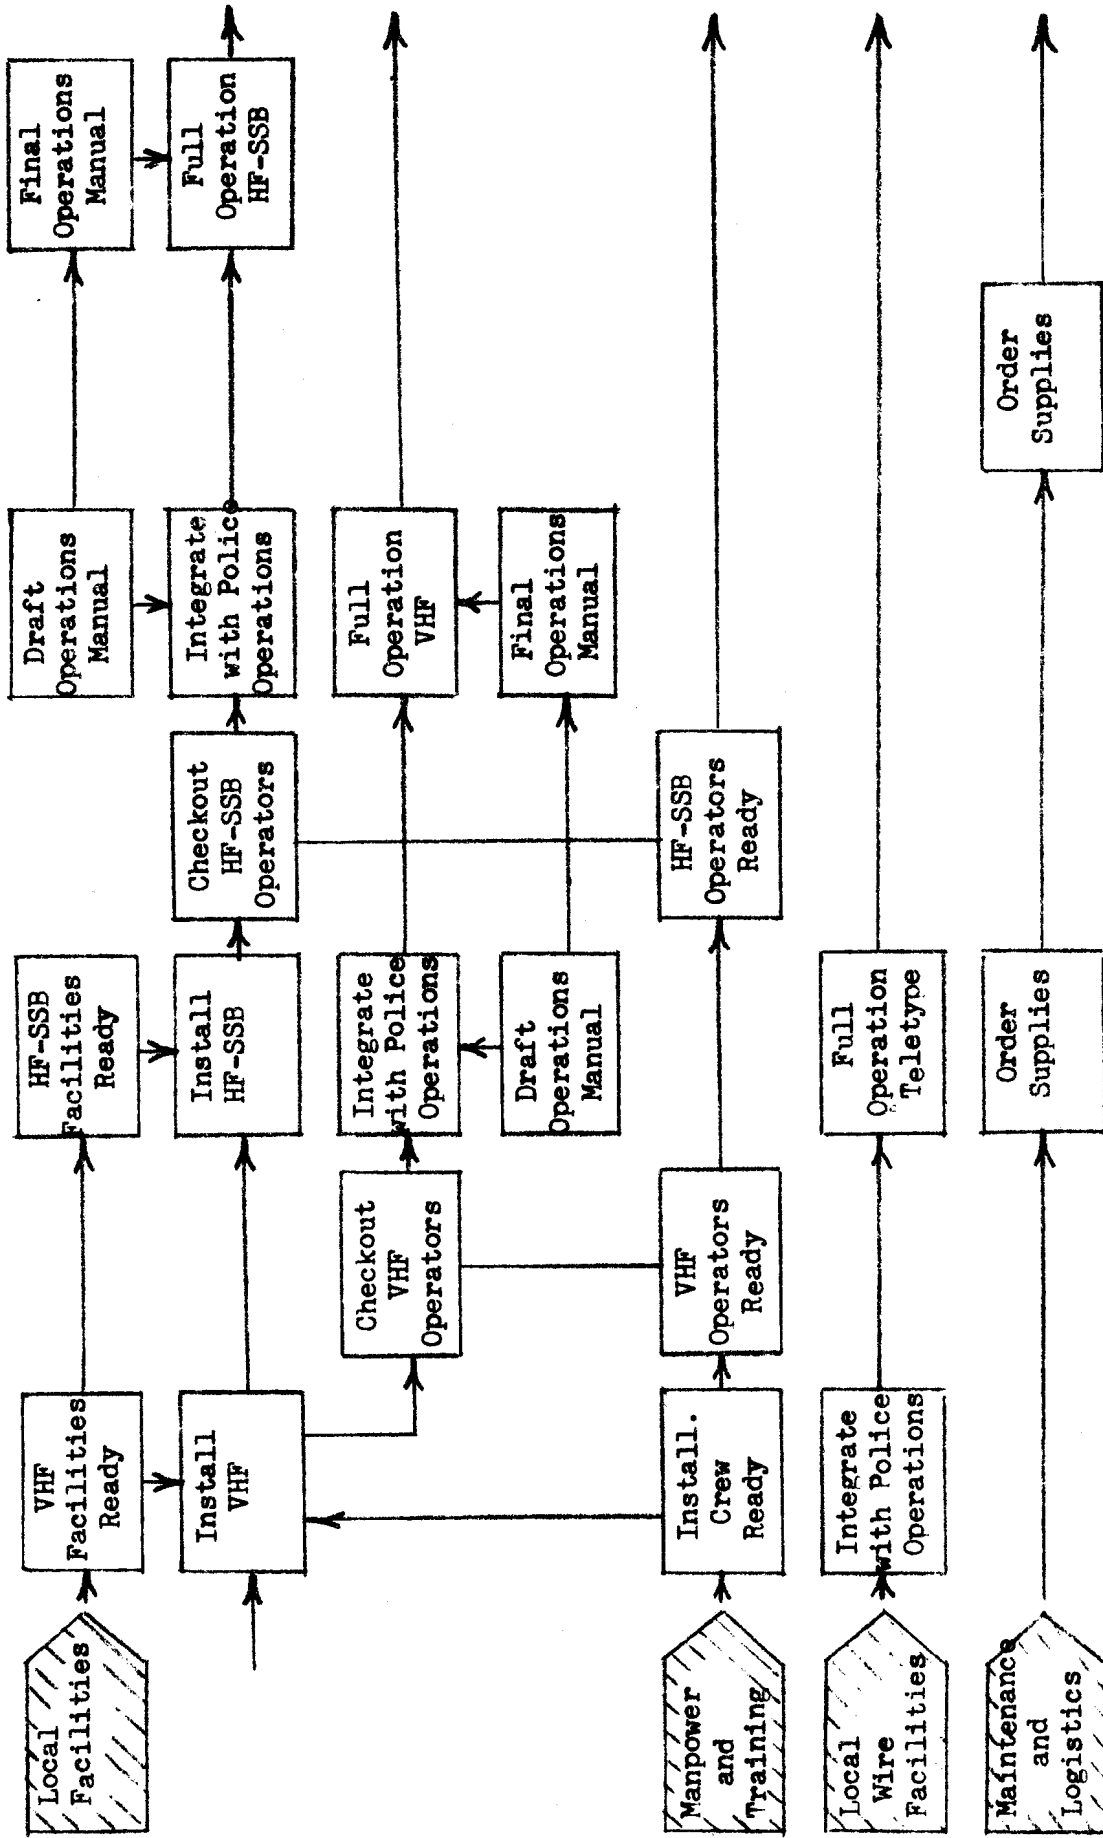 Local
Facilities
VHF
Facilities
Ready
HF-SSB
Facilities
Ready
Draft
Operations
Manual
Final
Operations
Manual
Install
VHF
Install
HF-SSB
Checkout
HF-SSB
Operators
Integrate
with Police
Operations
Full
Operation
HF-SSB
Checkout
VHF
Operators
Integrate
with Police
Operations
Full
Operation
VHF
Draft
Operations
Manual
Final
Operations
Manual
Manpower
and
Training
Install.
Crew
Ready
VHF
Operators
Ready
HF-SSB
Operators
Ready
Local
Wire
Facilities
Integrate
with Police
Operations
Full
Operation
Teletype
Maintenance
and
Logistics
Order
Supplies
Order
Supplies